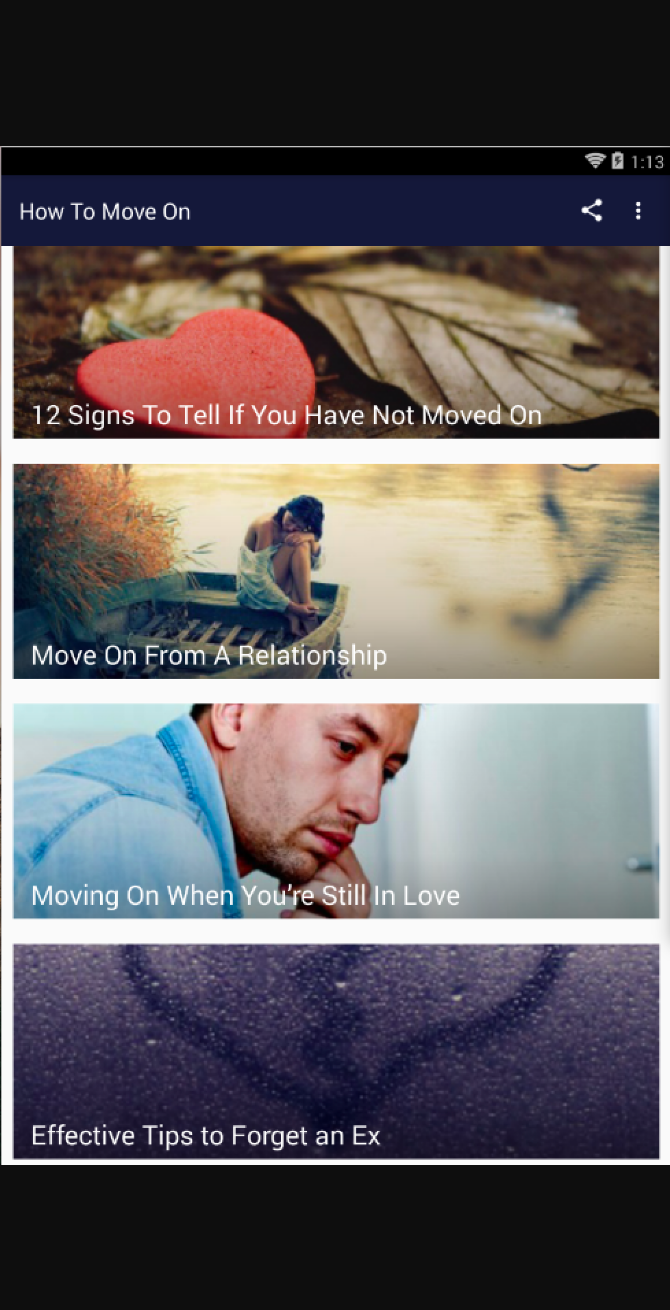 1:13
How To Move On
12 Signs To Tell If You Have Not Moved On
Move On From A Relationship
Moving On When You're Still In Love
Effective Tips to Forget an Ex